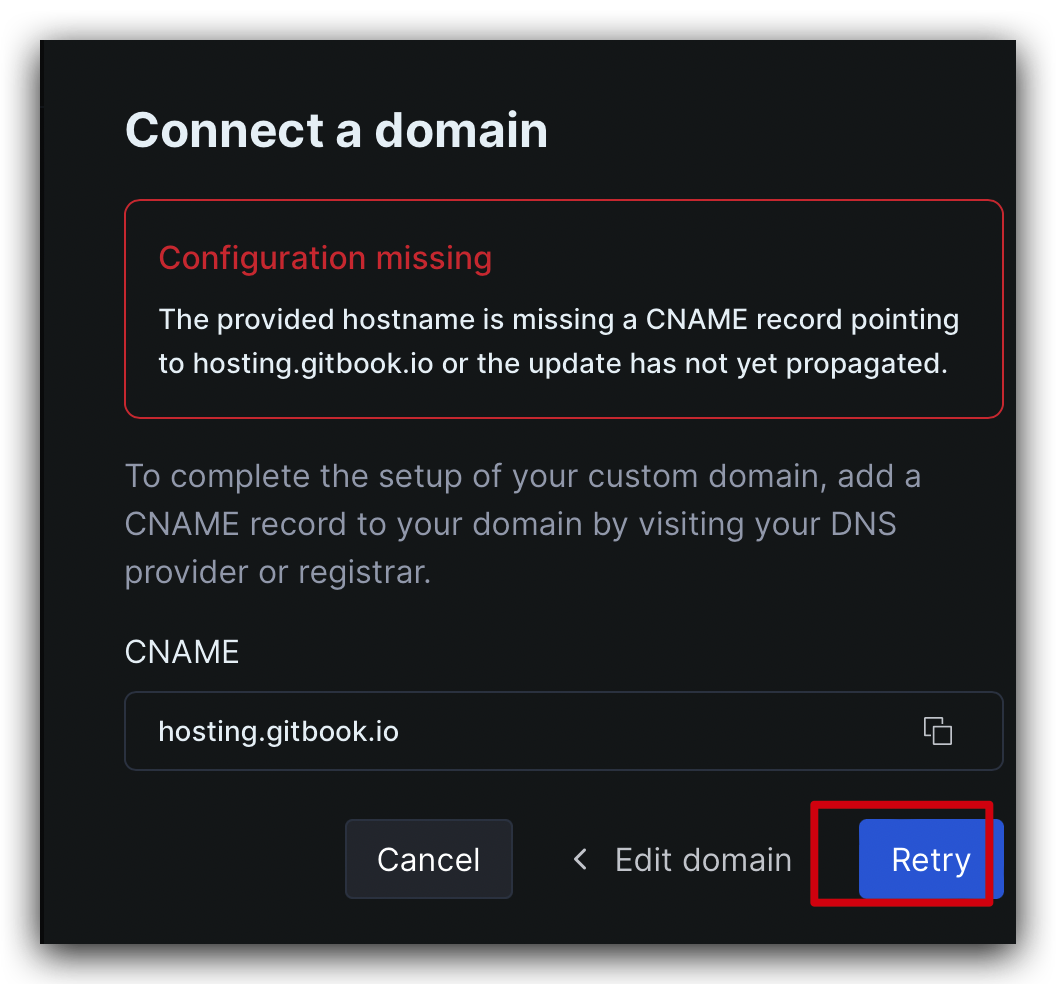 Connect a domain
Configuration missing
The provided hostname is missing a CNAME record pointing
to hosting.gitbook.io or the update has not yet propagated.
To complete the setup of your custom domain, add a
CNAME record to your domain by visiting your DNS
provider or registrar.
CNAME
hosting.gitbook.io
Cancel
Edit domain
Retry